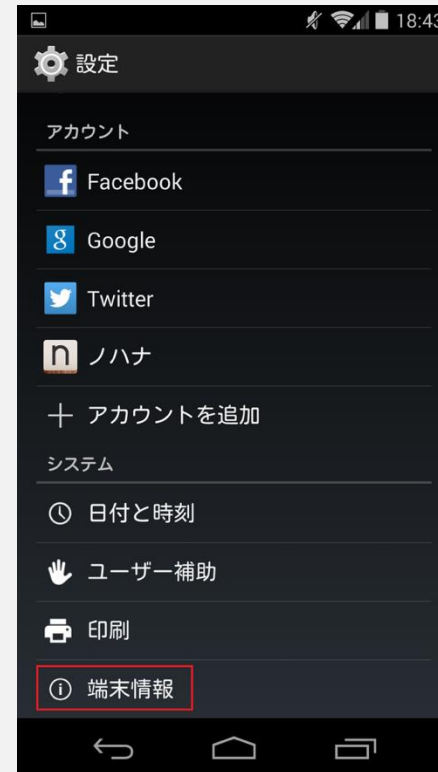 18:43
設定
アカウント
Facebook
Google
Twitter
ノハナ
アカウントを追加
システム
日付と時刻
ユーザー補助
印刷
端末情報